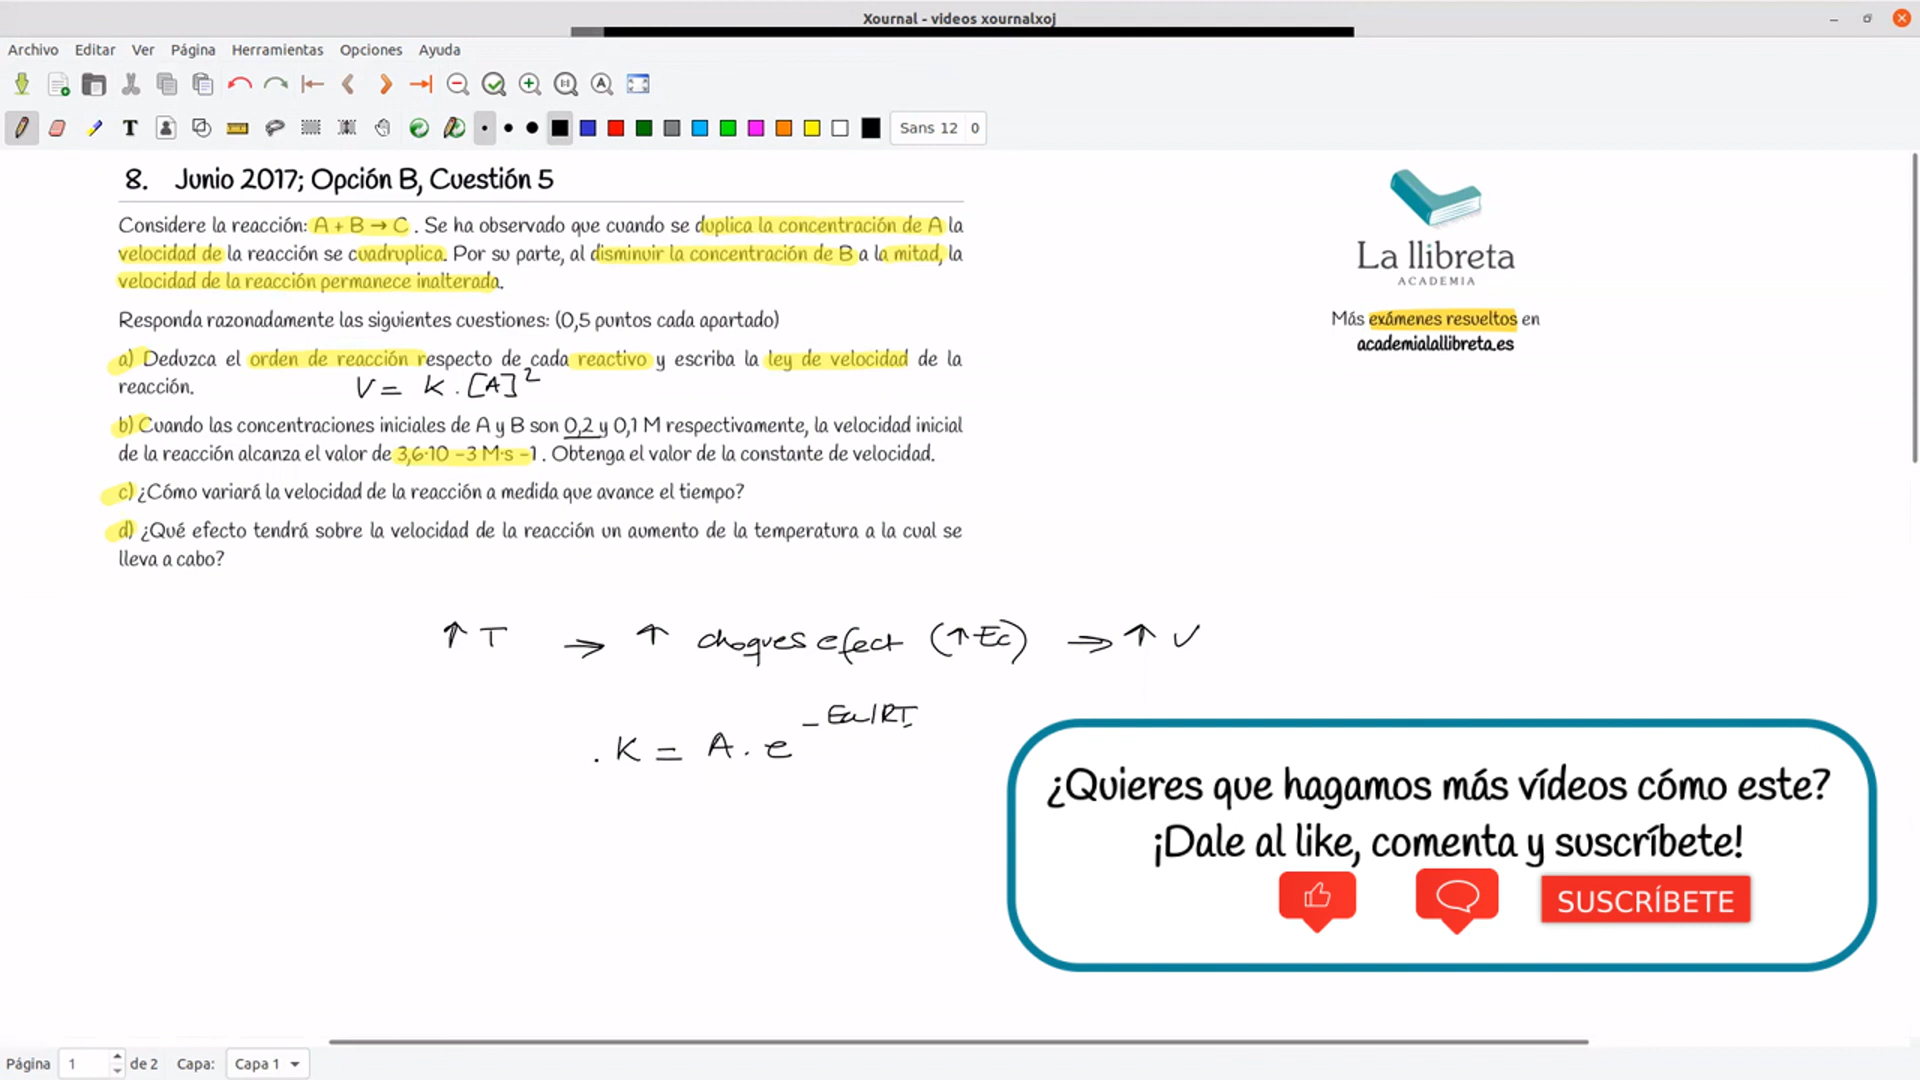 Xournal - videos xournalxoj
Archivo Editar Ver Página Herramientas Opciones Ayuda
Sans 12 0
8. Junio 2017; Opción B, Cuestión 5
Considere la reacción: A + B → C . Se ha observado que cuando se duplica la concentración de A la
velocidad de la reacción se cuadruplica. Por su parte, al disminuir la concentración de B a la mitad, la
velocidad de la reacción permanece inalterada.
Responda razonadamente las siguientes cuestiones: (0,5 puntos cada apartado)
a) Deduzca el orden de reacción respecto de cada reactivo y escriba la ley de velocidad de la
reacción.
V = K . [A]²
b) Cuando las concentraciones iniciales de A y B son 0,2 y 0,1 M respectivamente, la velocidad inicial
de la reacción alcanza el valor de 3,6·10 –3 M·s –1 . Obtenga el valor de la constante de velocidad.
c) ¿Cómo variará la velocidad de la reacción a medida que avance el tiempo?
d) ¿Qué efecto tendrá sobre la velocidad de la reacción un aumento de la temperatura a la cual se
lleva a cabo?
La llibreta
ACADEMIA
Más exámenes resueltos en
academialallibreta.es
↑ T → ↑ choques efect (↑Ec) → ↑ V
. K = A . e – Ea/RT
¿Quieres que hagamos más vídeos cómo este?
¡Dale al like, comenta y suscríbete!
SUSCRÍBETE
Página 1 de 2 Capa: Capa 1